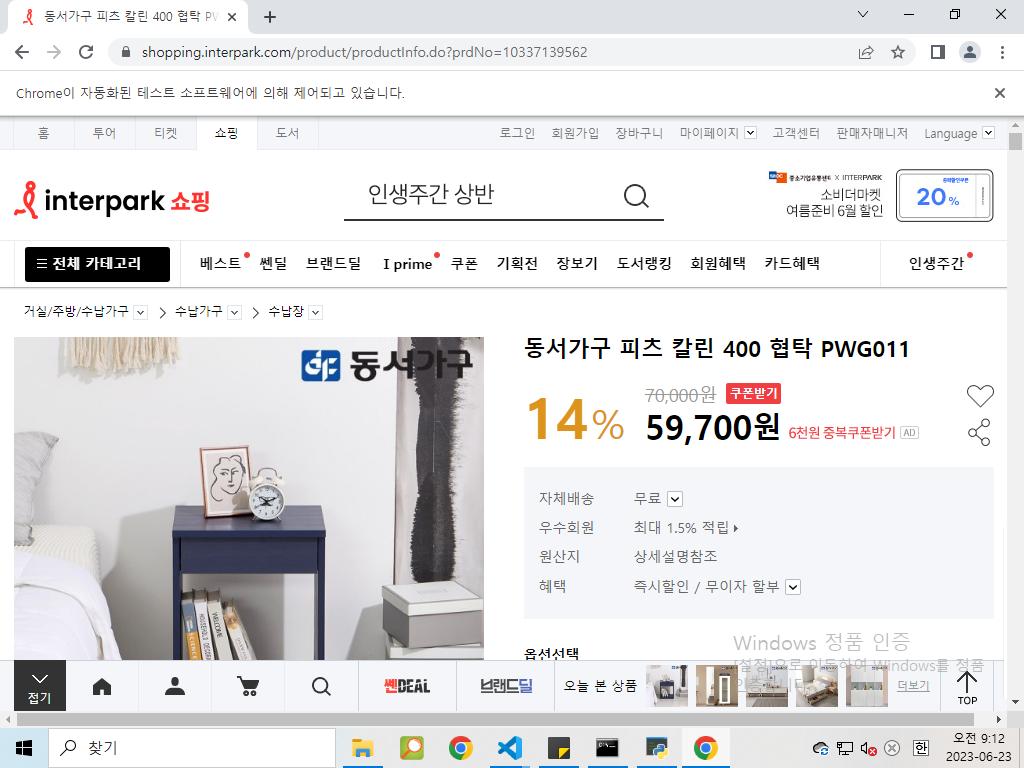 동서가구 피츠 칼린 400 협탁 PW
shopping.interpark.com/product/productInfo.do?prdNo=10337139562
Chrome이 자동화된 테스트 소프트웨어에 의해 제어되고 있습니다.
홈 투어 티켓 쇼핑 도서 로그인 회원가입 장바구니 마이페이지 고객센터 판매자매니저 Language
interpark 쇼핑
인생주간 상반
중소기업유통센터 X INTERPARK
소비더마켓
여름준비 6월 할인
중복할인쿠폰
20%
전체 카테고리 베스트 쎈딜 브랜드딜 I prime 쿠폰 기획전 장보기 도서랭킹 회원혜택 카드혜택 인생주간
거실/주방/수납가구 수납가구 수납장
동서가구
동서가구 피츠 칼린 400 협탁 PWG011
14%
70,000원 쿠폰받기
59,700원 6천원 중복쿠폰받기 AD
자체배송 무료
우수회원 최대 1.5% 적립
원산지 상세설명참조
혜택 즉시할인 / 무이자 할부
옵션선택
Windows 정품 인증
[설정]으로 이동하여 Windows를 정품
접기
쎈DEAL 브랜드딜 오늘 본 상품 더보기 TOP
찾기
한
오전 9:12
2023-06-23